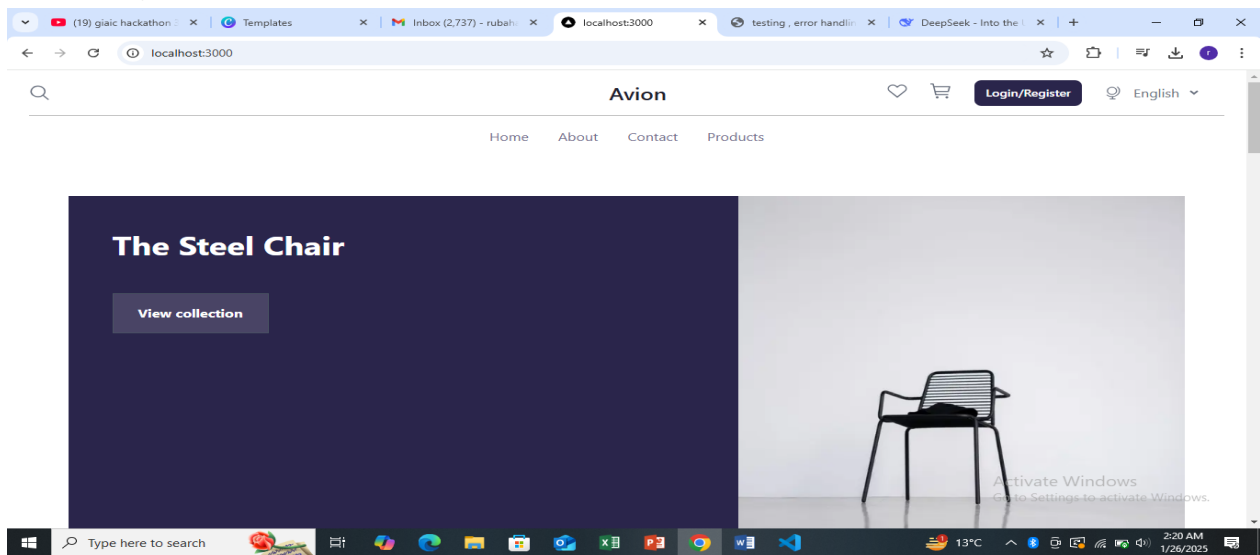 (19) giaic hackathon
Templates
Inbox (2,737) - rubah
localhost:3000
testing , error handlin
DeepSeek - Into the
localhost:3000
r
Avion
Login/Register
English
Home About Contact Products
The Steel Chair
View collection
Activate Windows
Go to Settings to activate Windows.
Type here to search
13°C
2:20 AM
1/26/2025